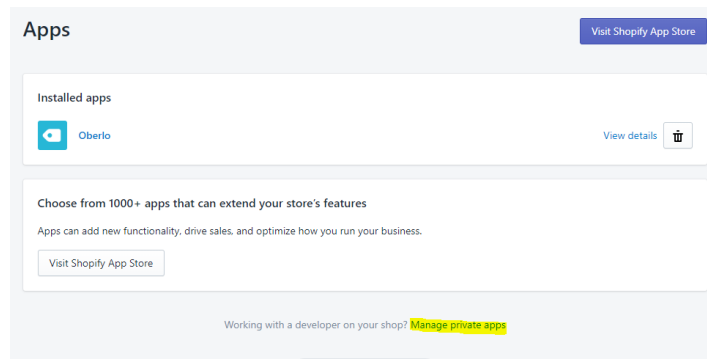 Apps
Visit Shopify App Store
Installed apps
Oberlo
View details
Choose from 1000+ apps that can extend your store's features
Apps can add new functionality, drive sales, and optimize how you run your business.
Visit Shopify App Store
Working with a developer on your shop? Manage private apps